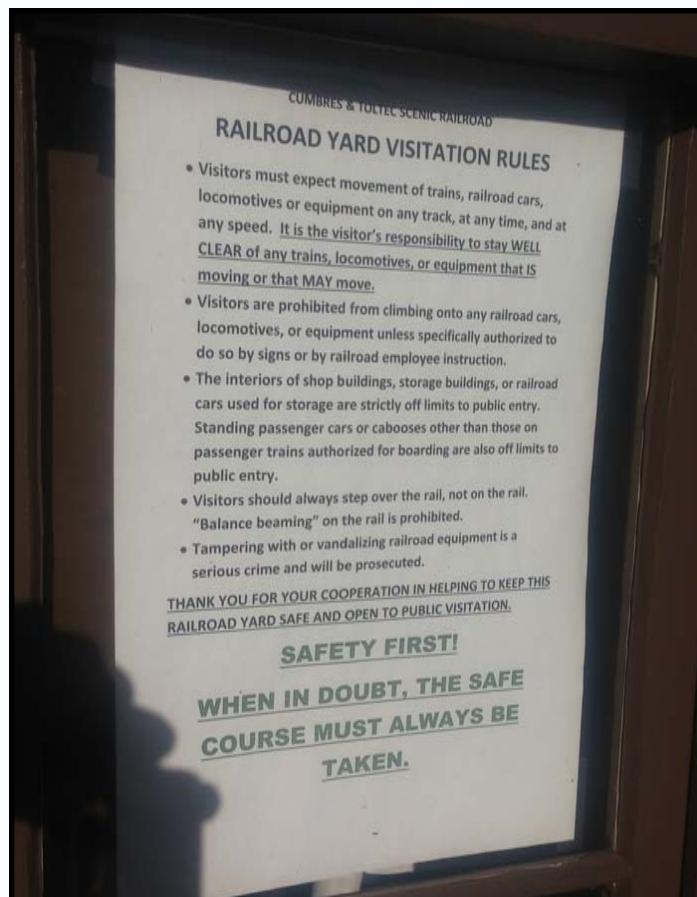 CUMBRES & TOLTEC SCENIC RAILROAD
RAILROAD YARD VISITATION RULES
• Visitors must expect movement of trains, railroad cars,
locomotives or equipment on any track, at any time, and at
any speed. It is the visitor's responsibility to stay WELL
CLEAR of any trains, locomotives, or equipment that IS
moving or that MAY move.
• Visitors are prohibited from climbing onto any railroad cars,
locomotives, or equipment unless specifically authorized to
do so by signs or by railroad employee instruction.
• The interiors of shop buildings, storage buildings, or railroad
cars used for storage are strictly off limits to public entry.
Standing passenger cars or cabooses other than those on
passenger trains authorized for boarding are also off limits to
public entry.
• Visitors should always step over the rail, not on the rail.
"Balance beaming" on the rail is prohibited.
• Tampering with or vandalizing railroad equipment is a
serious crime and will be prosecuted.
THANK YOU FOR YOUR COOPERATION IN HELPING TO KEEP THIS
RAILROAD YARD SAFE AND OPEN TO PUBLIC VISITATION.
SAFETY FIRST!
WHEN IN DOUBT, THE SAFE
COURSE MUST ALWAYS BE
TAKEN.